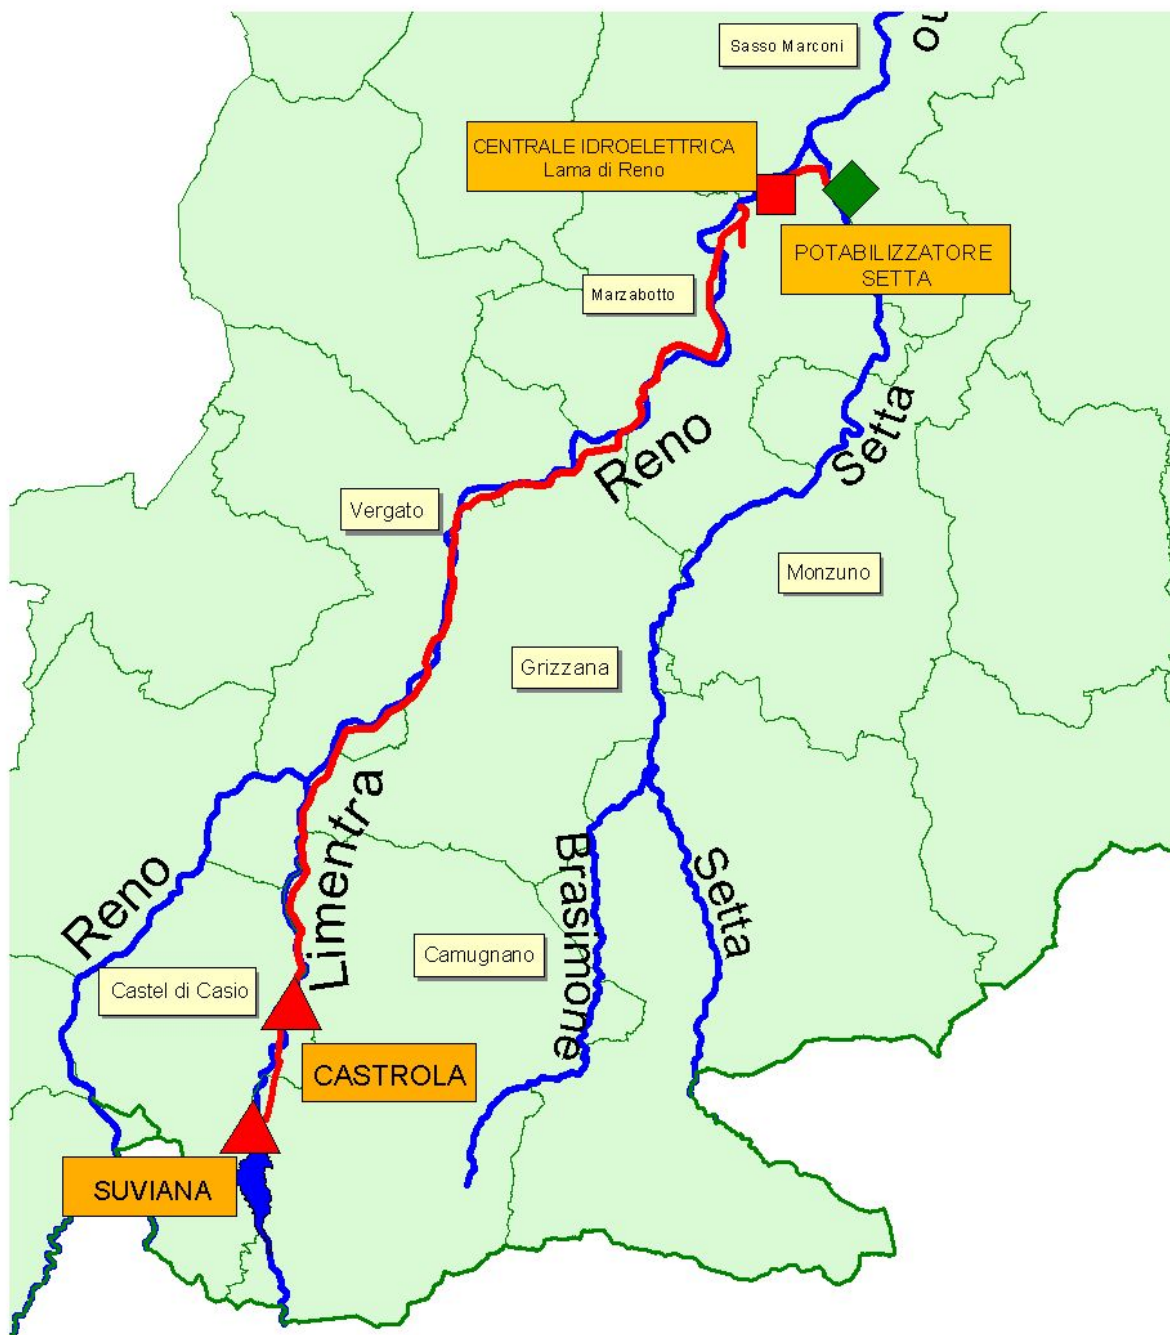 Sasso Marconi
CENTRALE IDROELETTRICA
Lama di Reno
POTABILIZZATORE
SETTA
Marzabotto
Reno
Setta
Vergato
Monzuno
Grizzana
Limentra
Reno
Brasimone
Setta
Camugnano
Castel di Casio
CASTROLA
SUVIANA